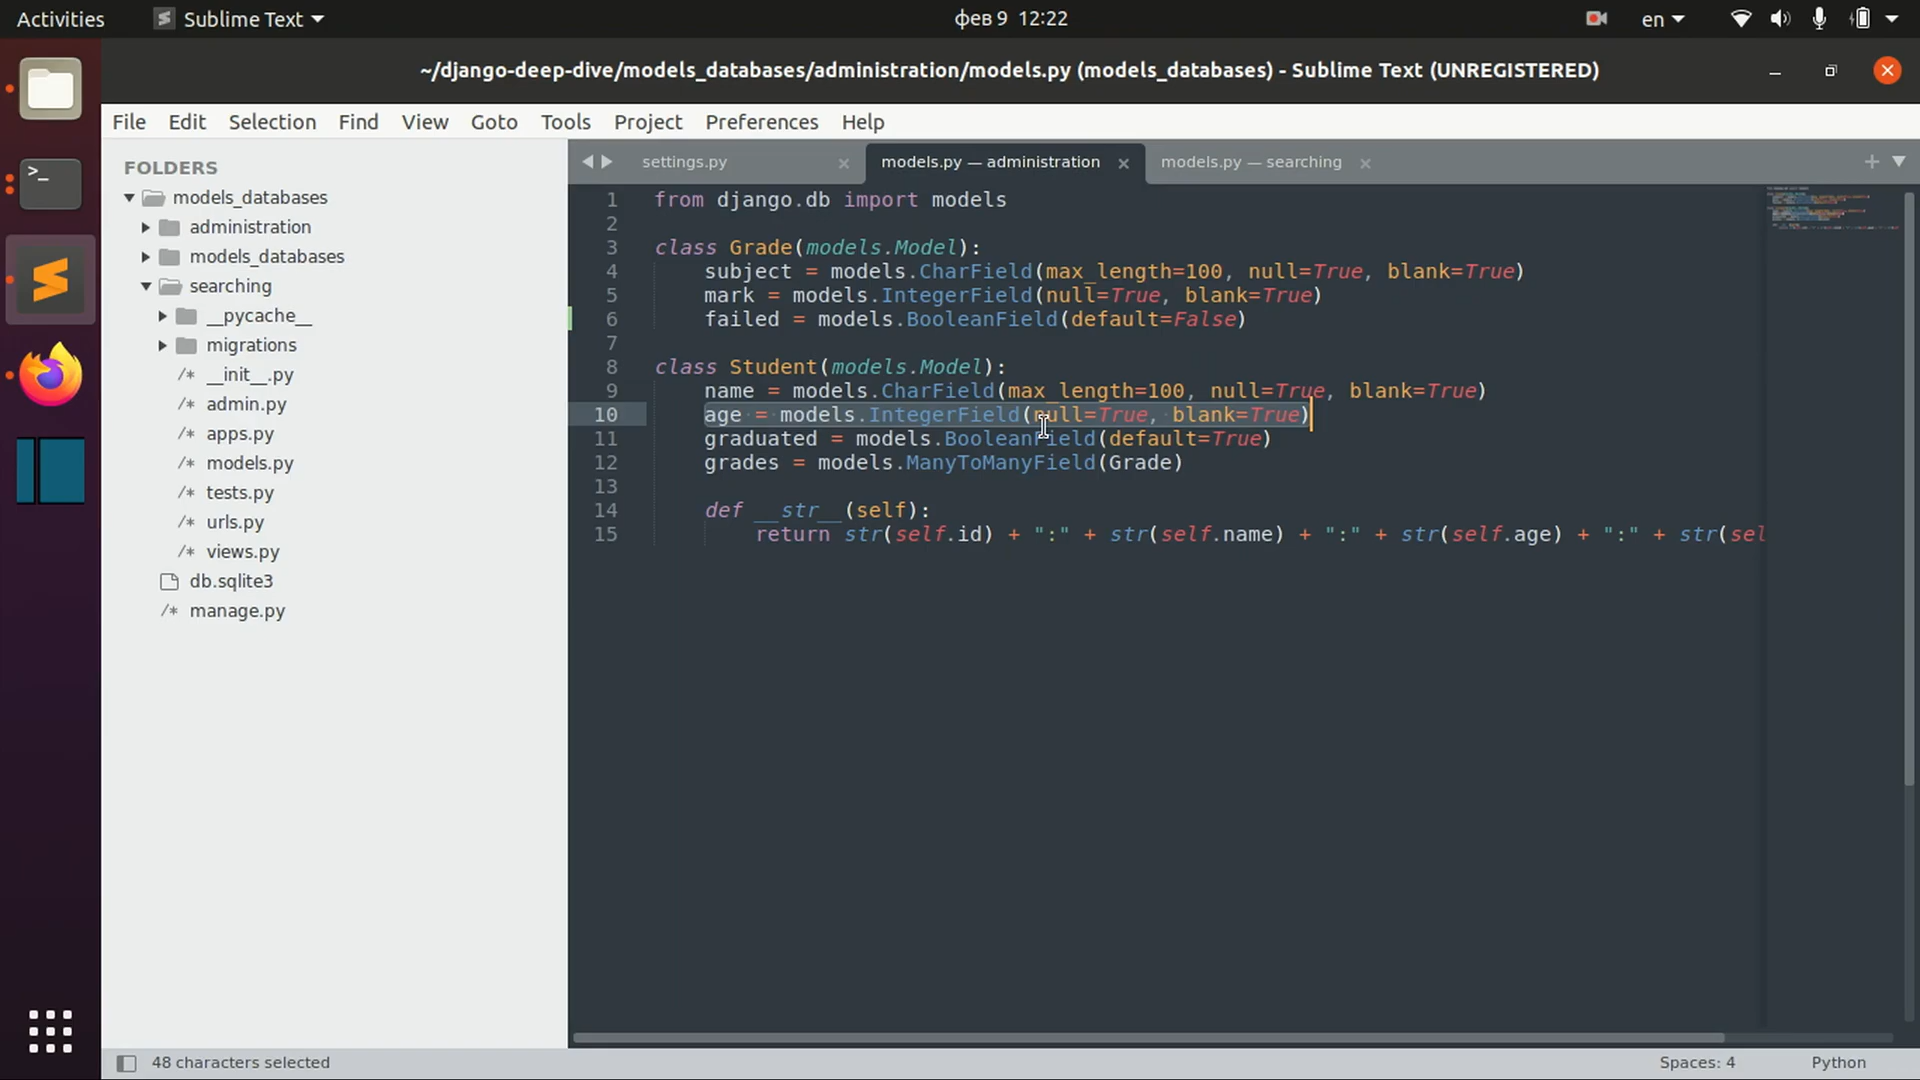 Activities
Sublime Text
фев 9 12:22
en
~/django-deep-dive/models_databases/administration/models.py (models_databases) - Sublime Text (UNREGISTERED)
File Edit Selection Find View Goto Tools Project Preferences Help
FOLDERS
models_databases
administration
models_databases
searching
__pycache__
migrations
/* __init__.py
/* admin.py
/* apps.py
/* models.py
/* tests.py
/* urls.py
/* views.py
db.sqlite3
/* manage.py
settings.py
models.py — administration
models.py — searching
1 from django.db import models
2
3 class Grade(models.Model):
4 subject = models.CharField(max_length=100, null=True, blank=True)
5 mark = models.IntegerField(null=True, blank=True)
6 failed = models.BooleanField(default=False)
7
8 class Student(models.Model):
9 name = models.CharField(max_length=100, null=True, blank=True)
10 age = models.IntegerField(null=True, blank=True)
11 graduated = models.BooleanField(default=True)
12 grades = models.ManyToManyField(Grade)
13
14 def __str__(self):
15 return str(self.id) + ":" + str(self.name) + ":" + str(self.age) + ":" + str(sel
48 characters selected
Spaces: 4
Python